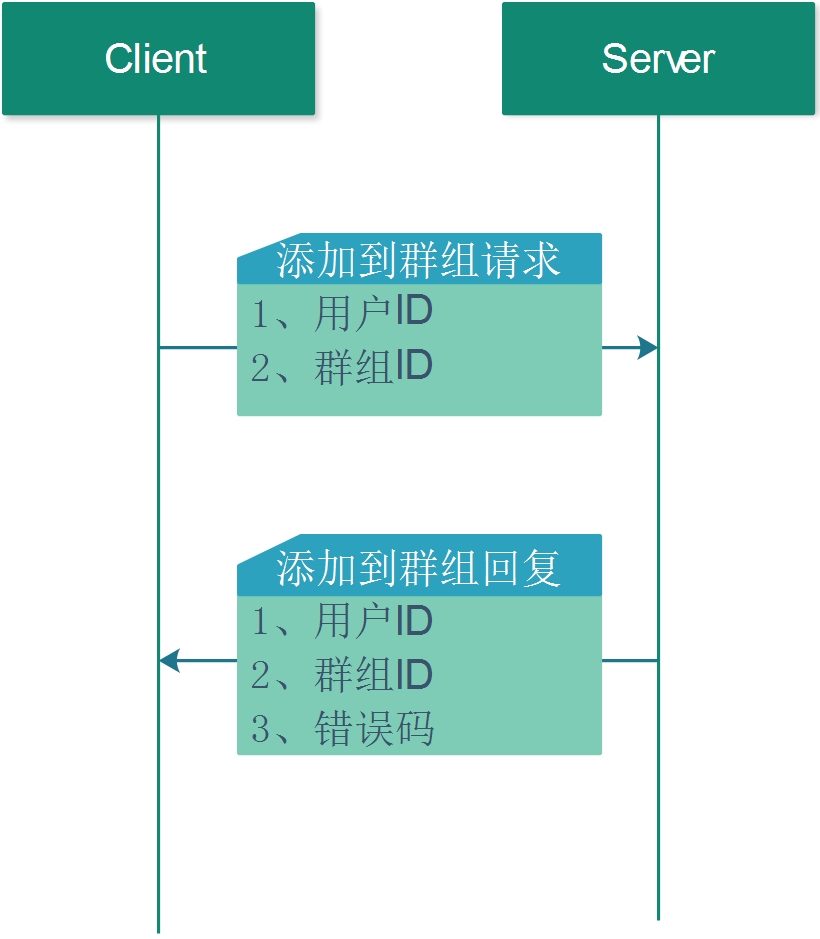 Client
Server
添加到群组请求
1、用户ID
2、群组ID
添加到群组回复
1、用户ID
2、群组ID
3、错误码